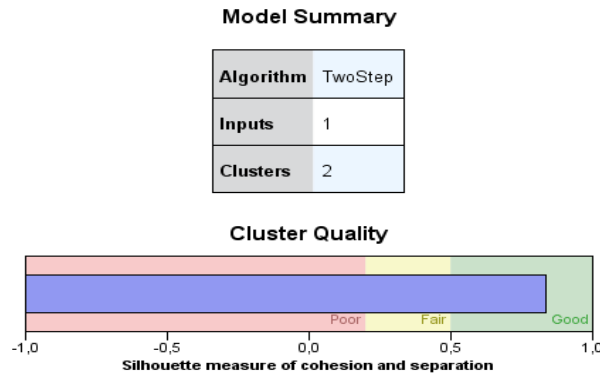 Model Summary
Algorithm TwoStep
Inputs 1
Clusters 2
Cluster Quality
Poor Fair Good
-1,0 -0,5 0,0 0,5 1,0
Silhouette measure of cohesion and separation